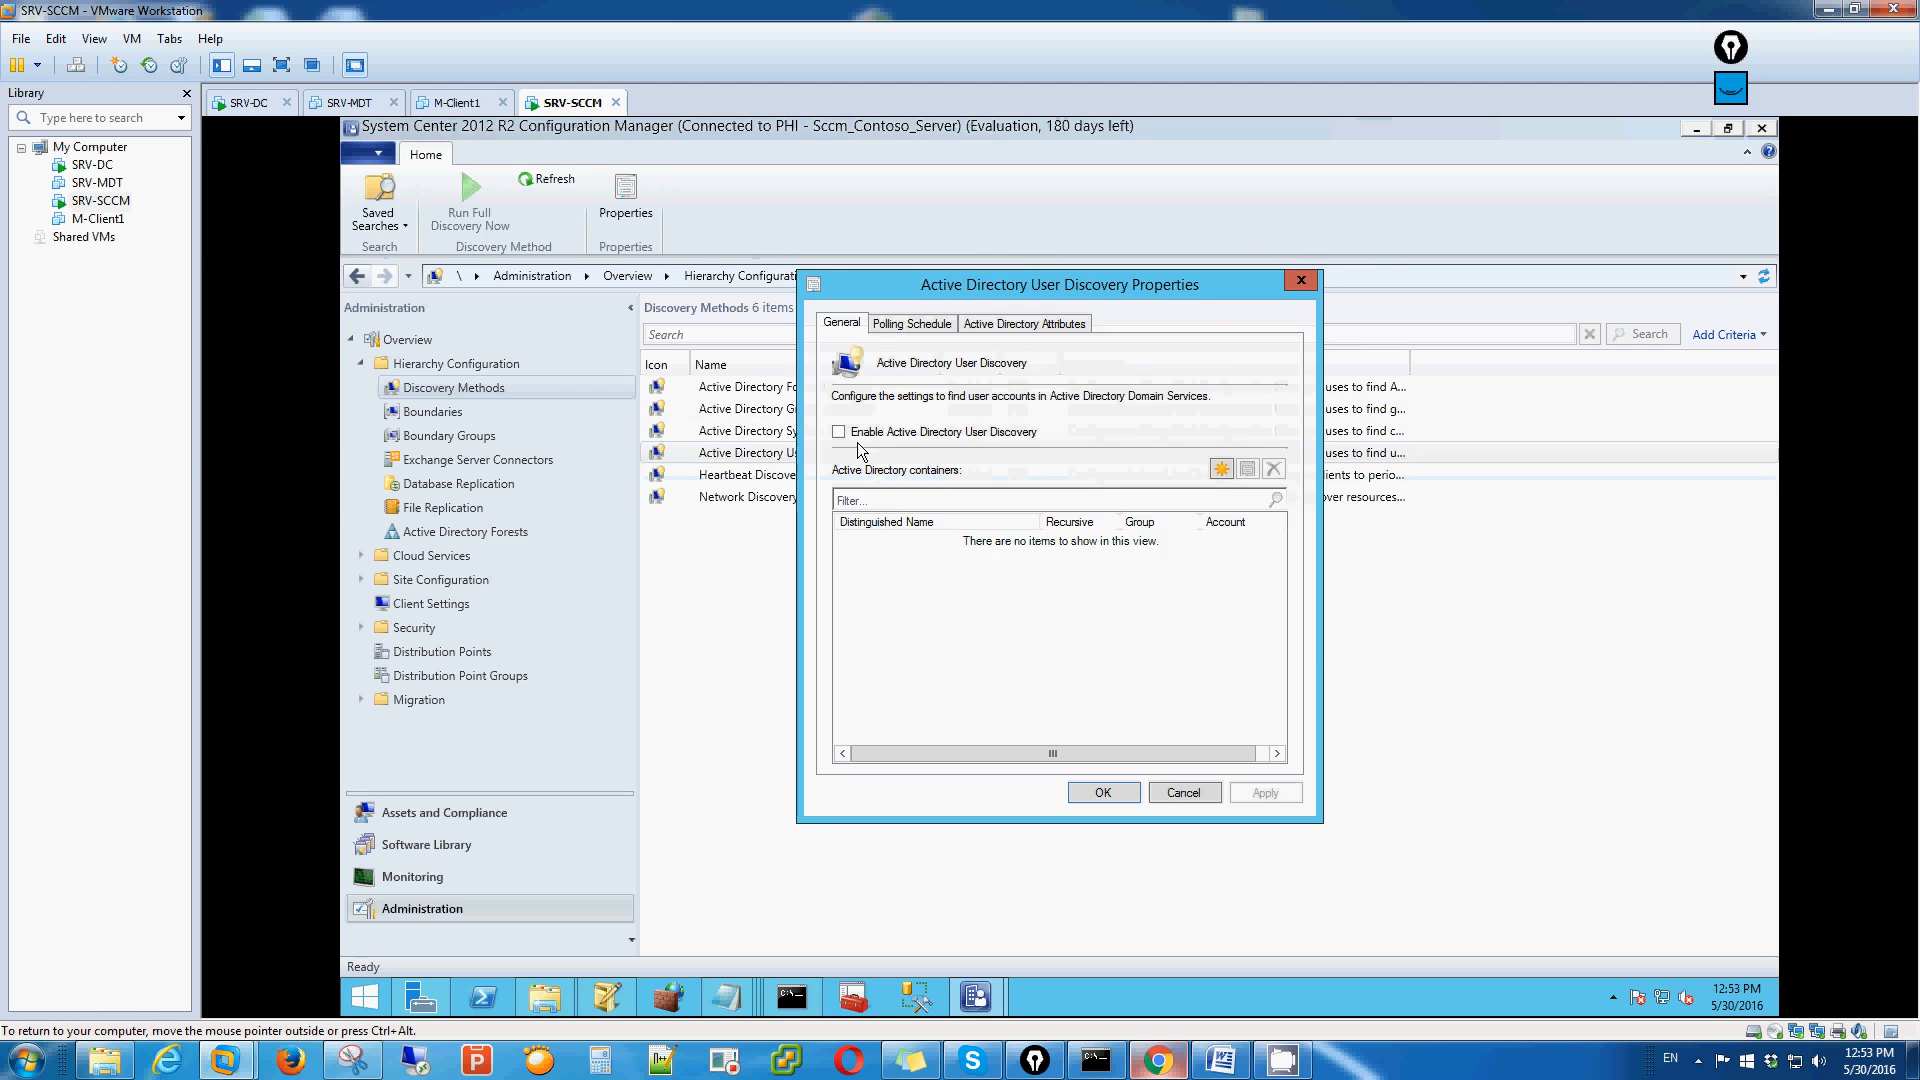 SRV-SCCM - VMware Workstation
File Edit View VM Tabs Help
Library
Type here to search
My Computer
SRV-DC
SRV-MDT
SRV-SCCM
M-Client1
Shared VMs
SRV-DC SRV-MDT M-Client1 SRV-SCCM
System Center 2012 R2 Configuration Manager (Connected to PHI - Sccm_Contoso_Server) (Evaluation, 180 days left)
Home
Saved Searches
Search
Run Full Discovery Now
Refresh
Discovery Method
Properties
Properties
\ Administration Overview Hierarchy Configurati
Administration
Overview
Hierarchy Configuration
Discovery Methods
Boundaries
Boundary Groups
Exchange Server Connectors
Database Replication
File Replication
Active Directory Forests
Cloud Services
Site Configuration
Client Settings
Security
Distribution Points
Distribution Point Groups
Migration
Assets and Compliance
Software Library
Monitoring
Administration
Discovery Methods 6 items
Search
Search
Add Criteria
Icon Name
Active Directory Fo
uses to find A...
Active Directory G
uses to find g...
Active Directory Sy
uses to find c...
Active Directory Us
uses to find u...
Heartbeat Discove
ients to perio...
Network Discovery
over resources...
Active Directory User Discovery Properties
General Polling Schedule Active Directory Attributes
Active Directory User Discovery
Configure the settings to find user accounts in Active Directory Domain Services.
Enable Active Directory User Discovery
Active Directory containers:
Filter...
Distinguished Name Recursive Group Account
There are no items to show in this view.
OK Cancel Apply
Ready
12:53 PM
5/30/2016
To return to your computer, move the mouse pointer outside or press Ctrl+Alt.
EN
12:53 PM
5/30/2016